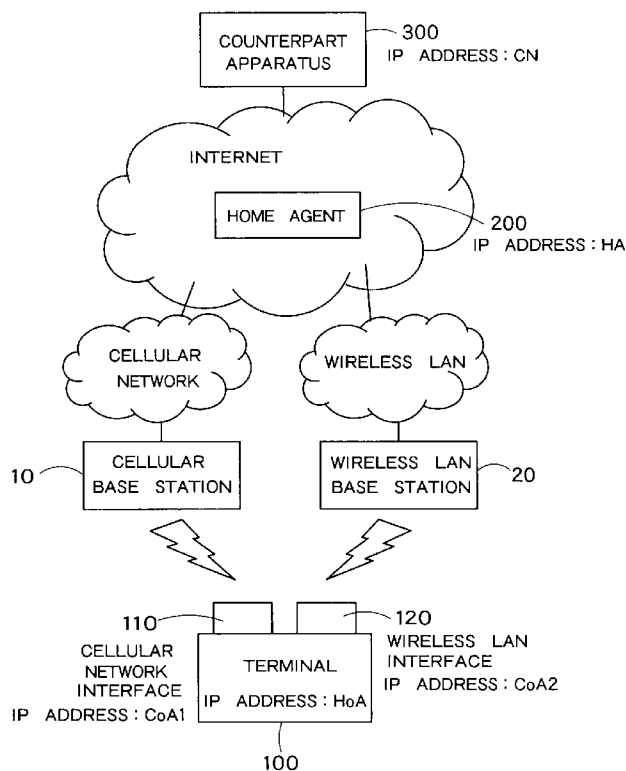 COUNTERPART
APPARATUS
300
IP ADDRESS : CN
INTERNET
HOME AGENT
200
IP ADDRESS : HA
CELLULAR
NETWORK
WIRELESS LAN
10
CELLULAR
BASE STATION
WIRELESS LAN
BASE STATION
20
110
120
CELLULAR
NETWORK
INTERFACE
IP ADDRESS : CoA1
TERMINAL
IP ADDRESS : HoA
WIRELESS LAN
INTERFACE
IP ADDRESS : CoA2
100